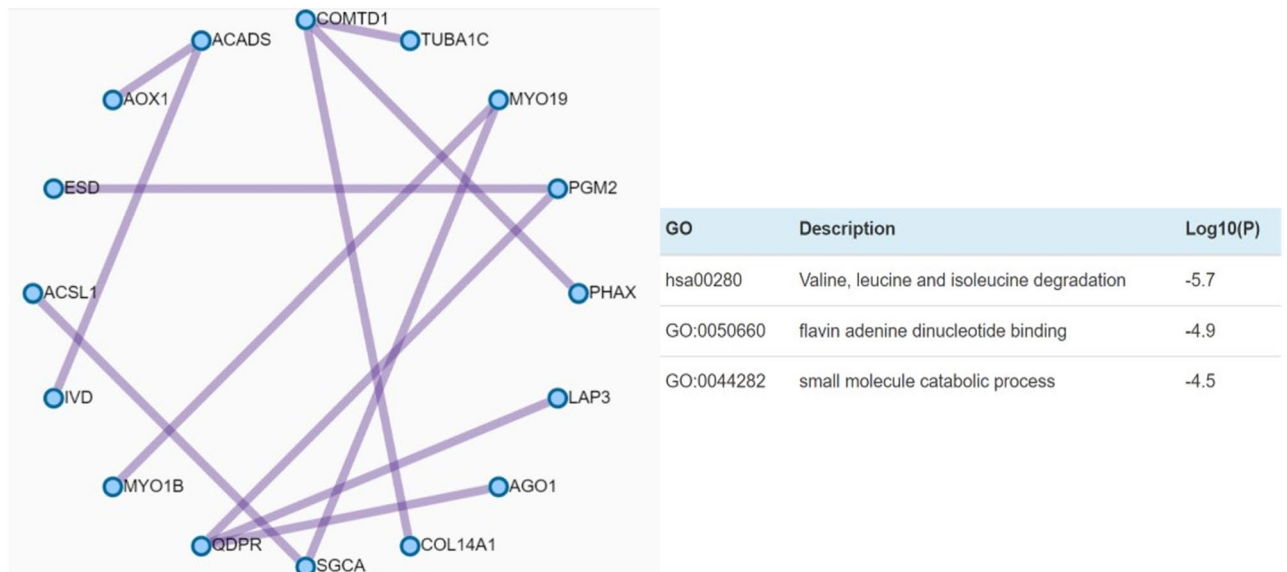 COMTD1
ACADS
TUBA1C
AOX1
MYO19
ESD
PGM2
ACSL1
PHAX
IVD
LAP3
MYO1B
AGO1
QDPR
COL14A1
SGCA
GO Description Log10(P)
hsa00280 Valine, leucine and isoleucine degradation -5.7
GO:0050660 flavin adenine dinucleotide binding -4.9
GO:0044282 small molecule catabolic process -4.5